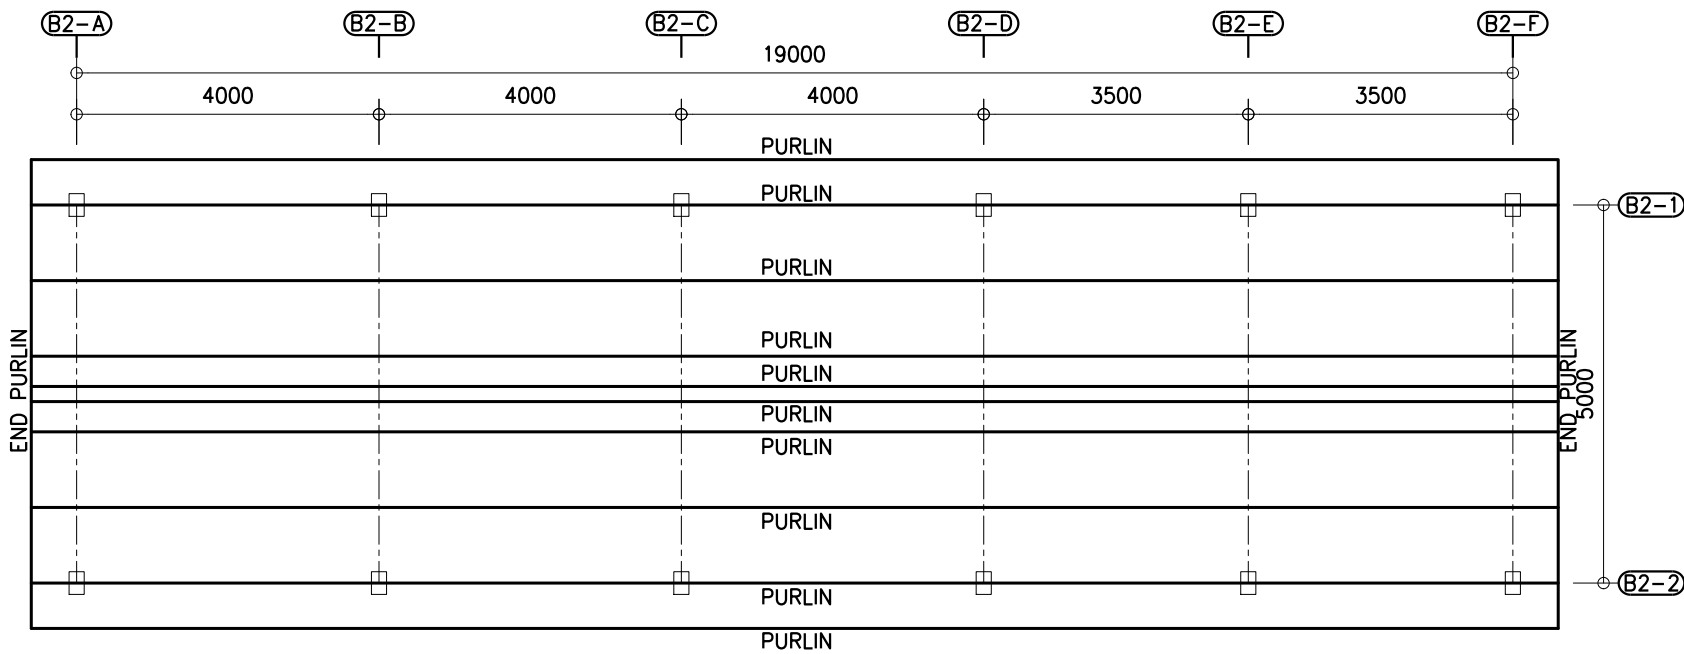 B2-A B2-B B2-C B2-D B2-E B2-F
19000
4000 4000 4000 3500 3500
PURLIN
PURLIN
B2-1
PURLIN
PURLIN
PURLIN
END PURLIN
END PURLIN
5000
PURLIN
PURLIN
PURLIN
B2-2
PURLIN
PURLIN